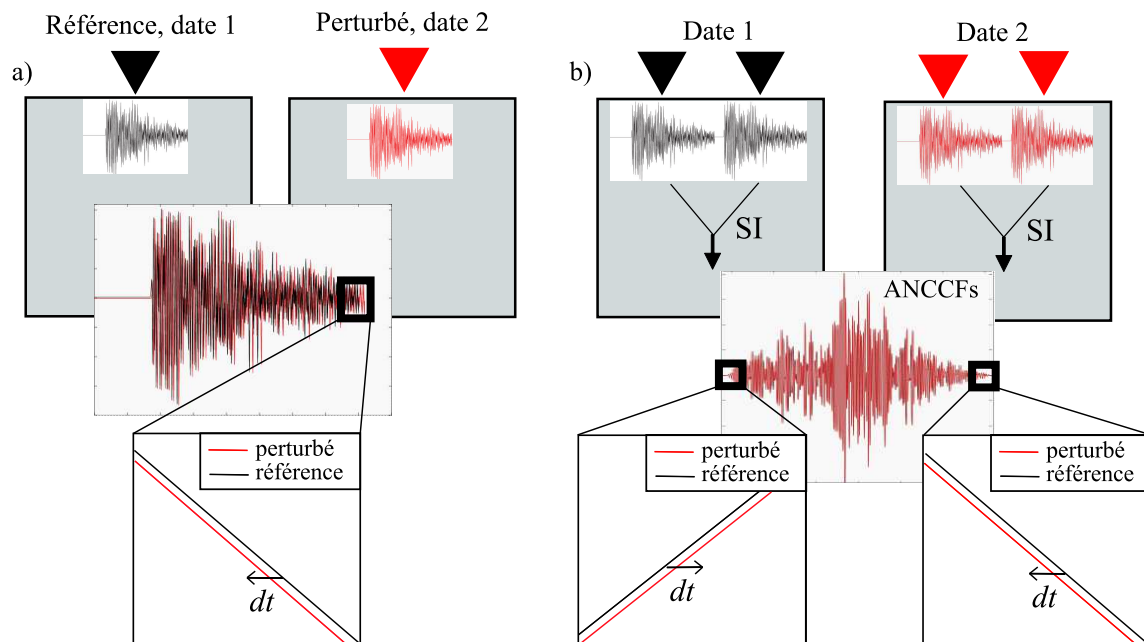 Référence, date 1
Perturbé, date 2
a)
perturbé
référence
dt
Date 1
Date 2
b)
SI
SI
ANCCFs
perturbé
référence
perturbé
référence
dt
dt